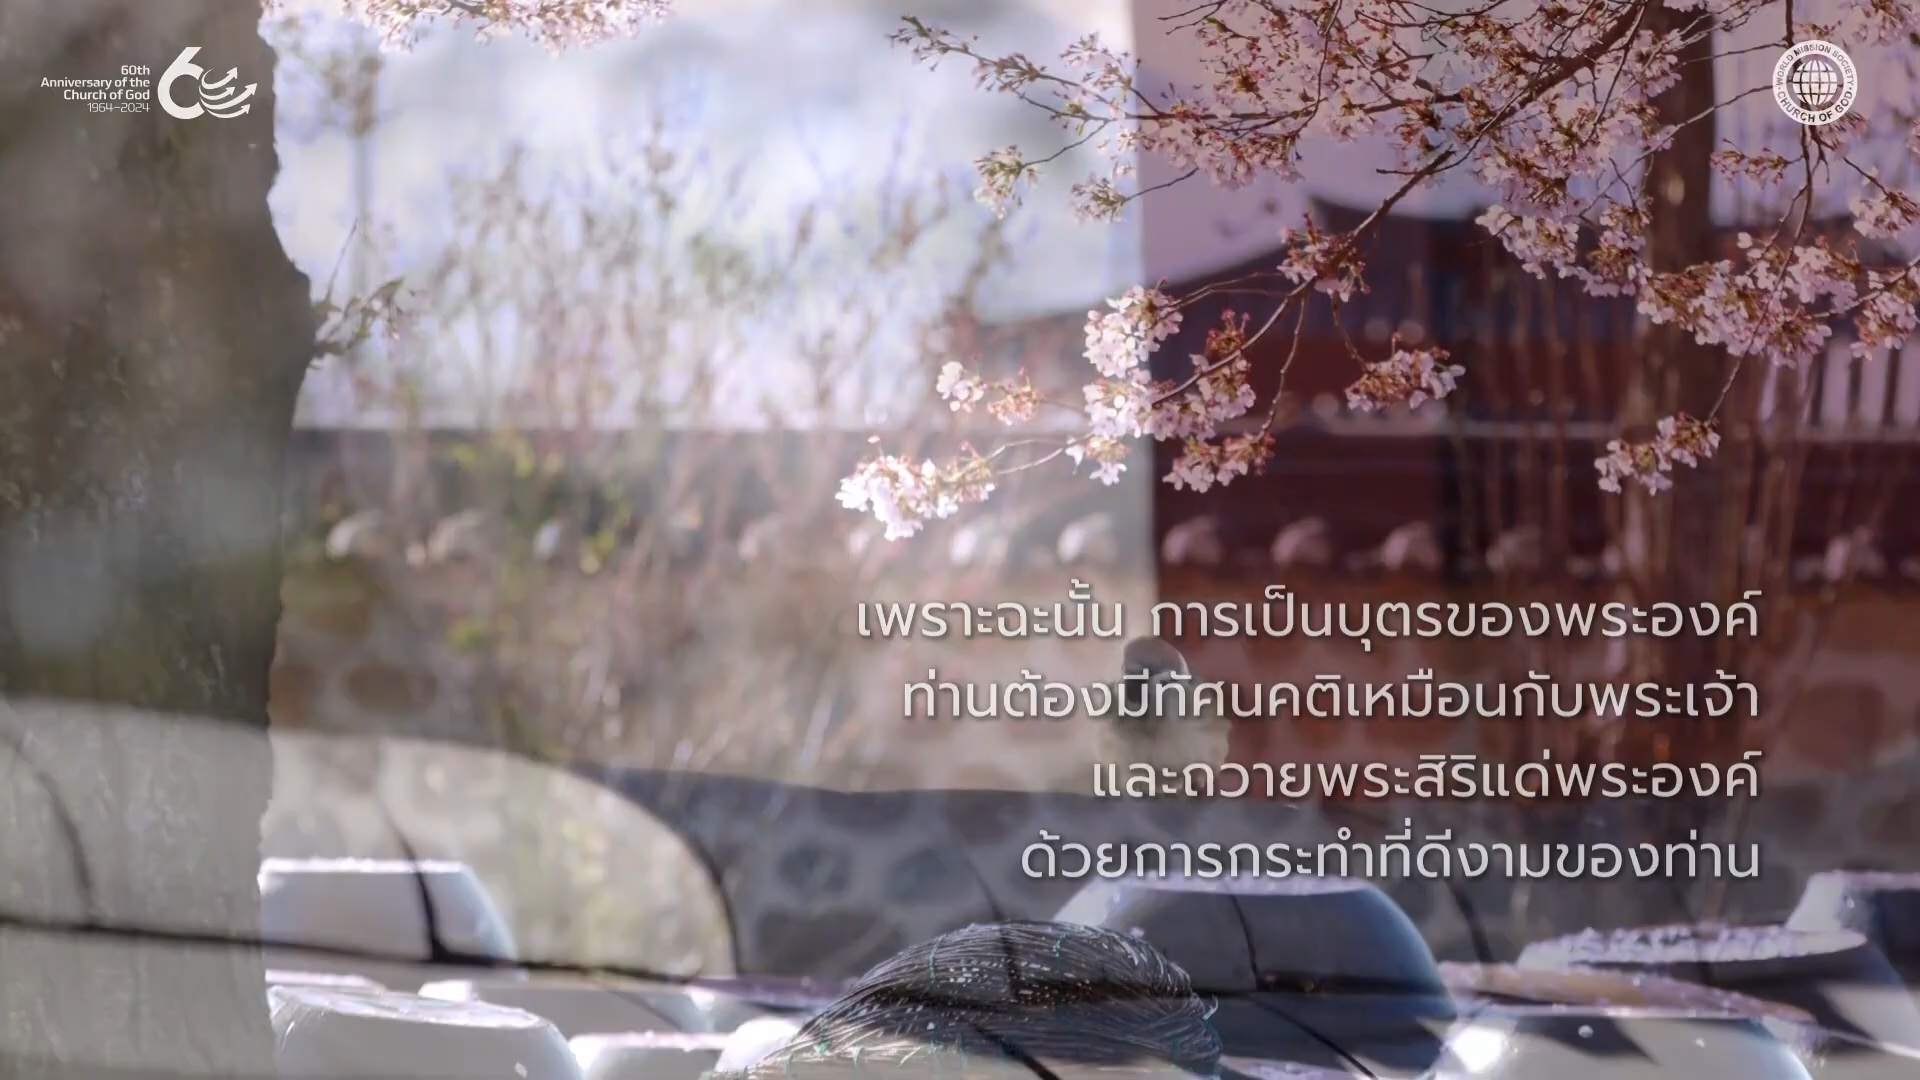 60th
Anniversary of the
Church of God
1964–2024
60
WORLD MISSION SOCIETY
CHURCH OF GOD
เพราะฉะนั้น การเป็นบุตรของพระองค์
ท่านต้องมีทัศนคติเหมือนกับพระเจ้า
และถวายพระสิริแด่พระองค์
ด้วยการกระทำที่ดีงามของท่าน